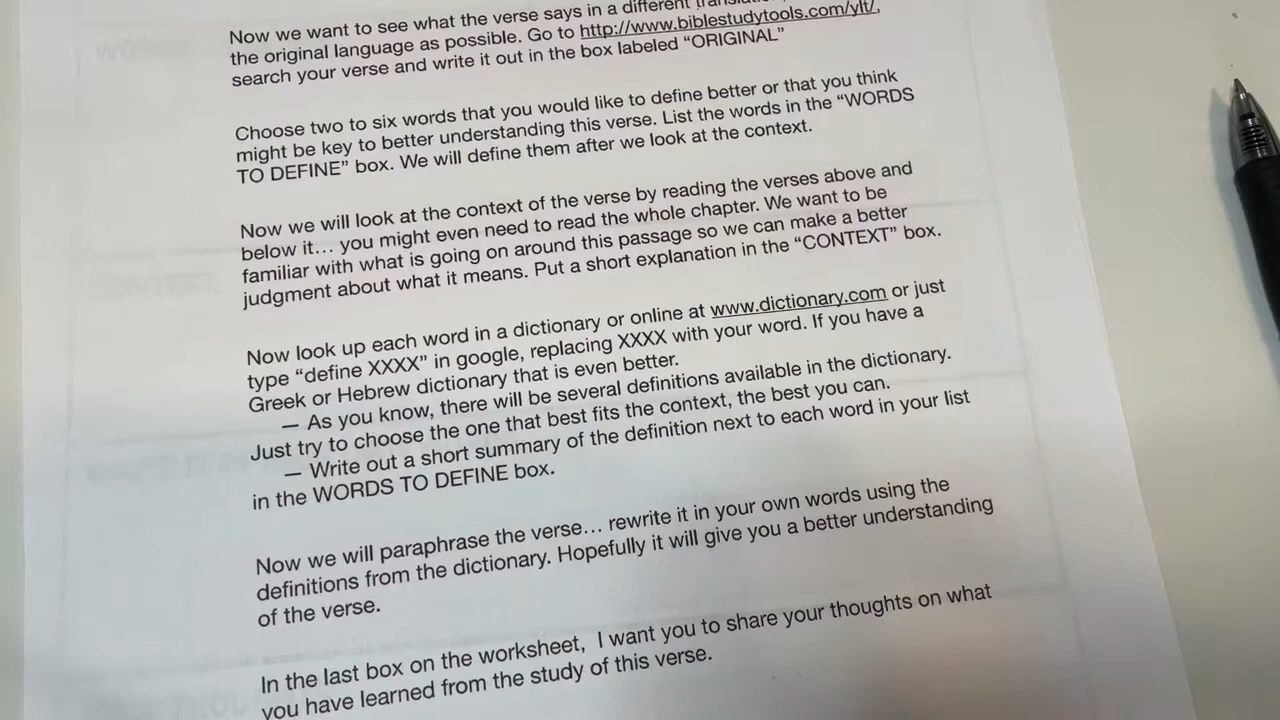 Now we want to see what the verse says in a different
the original language as possible. Go to http://www.biblestudytools.com/ylt/,
search your verse and write it out in the box labeled “ORIGINAL”
Choose two to six words that you would like to define better or that you think
might be key to better understanding this verse. List the words in the “WORDS
TO DEFINE” box. We will define them after we look at the context.
Now we will look at the context of the verse by reading the verses above and
below it… you might even need to read the whole chapter. We want to be
familiar with what is going on around this passage so we can make a better
judgment about what it means. Put a short explanation in the “CONTEXT” box.
Now look up each word in a dictionary or online at www.dictionary.com or just
type “define XXXX” in google, replacing XXXX with your word. If you have a
Greek or Hebrew dictionary that is even better.
— As you know, there will be several definitions available in the dictionary.
Just try to choose the one that best fits the context, the best you can.
— Write out a short summary of the definition next to each word in your list
in the WORDS TO DEFINE box.
Now we will paraphrase the verse… rewrite it in your own words using the
definitions from the dictionary. Hopefully it will give you a better understanding
of the verse.
In the last box on the worksheet, I want you to share your thoughts on what
you have learned from the study of this verse.